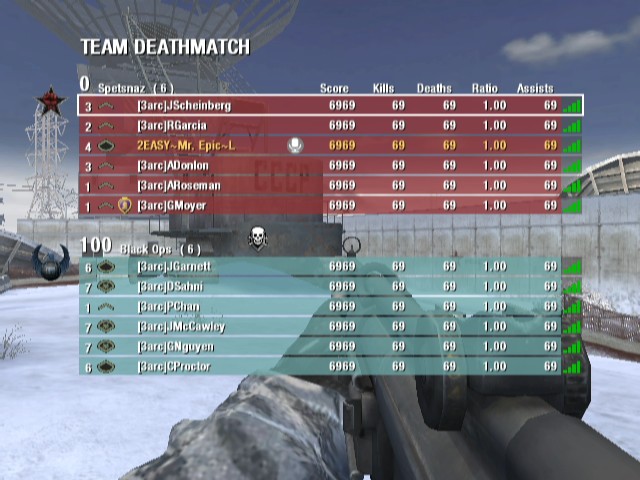 TEAM DEATHMATCH
0 Spetsnaz ( 6 ) Score Kills Deaths Ratio Assists
3 [3arc]JScheinberg 6969 69 69 1.00 69
2 [3arc]RGarcia 6969 69 69 1.00 69
4 2EASY~Mr. Epic~L 6969 69 69 1.00 69
3 [3arc]ADonlon 6969 69 69 1.00 69
1 [3arc]ARoseman 6969 69 69 1.00 69
1 [3arc]GMoyer 6969 69 69 1.00 69
CCCP
100 Black Ops ( 6 )
6 [3arc]JGarnett 6969 69 69 1.00 69
7 [3arc]DSahni 6969 69 69 1.00 69
1 [3arc]PChan 6969 69 69 1.00 69
7 [3arc]JMcCawley 6969 69 69 1.00 69
7 [3arc]GNguyen 6969 69 69 1.00 69
6 [3arc]CProctor 6969 69 69 1.00 69